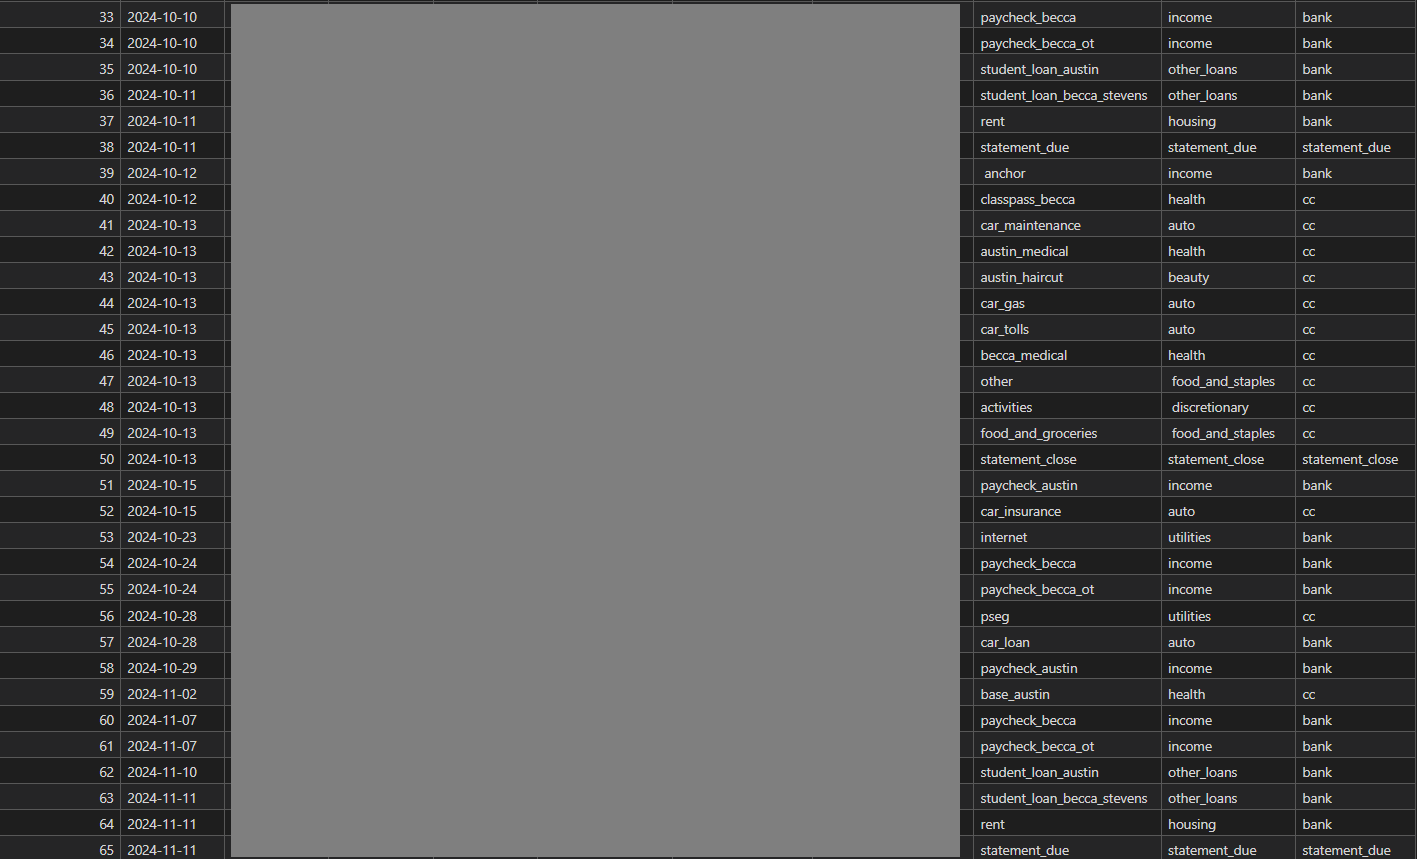 33 2024-10-10 paycheck_becca income bank
34 2024-10-10 paycheck_becca_ot income bank
35 2024-10-10 student_loan_austin other_loans bank
36 2024-10-11 student_loan_becca_stevens other_loans bank
37 2024-10-11 rent housing bank
38 2024-10-11 statement_due statement_due statement_due
39 2024-10-12 anchor income bank
40 2024-10-12 classpass_becca health cc
41 2024-10-13 car_maintenance auto cc
42 2024-10-13 austin_medical health cc
43 2024-10-13 austin_haircut beauty cc
44 2024-10-13 car_gas auto cc
45 2024-10-13 car_tolls auto cc
46 2024-10-13 becca_medical health cc
47 2024-10-13 other food_and_staples cc
48 2024-10-13 activities discretionary cc
49 2024-10-13 food_and_groceries food_and_staples cc
50 2024-10-13 statement_close statement_close statement_close
51 2024-10-15 paycheck_austin income bank
52 2024-10-15 car_insurance auto cc
53 2024-10-23 internet utilities bank
54 2024-10-24 paycheck_becca income bank
55 2024-10-24 paycheck_becca_ot income bank
56 2024-10-28 pseg utilities cc
57 2024-10-28 car_loan auto bank
58 2024-10-29 paycheck_austin income bank
59 2024-11-02 base_austin health cc
60 2024-11-07 paycheck_becca income bank
61 2024-11-07 paycheck_becca_ot income bank
62 2024-11-10 student_loan_austin other_loans bank
63 2024-11-11 student_loan_becca_stevens other_loans bank
64 2024-11-11 rent housing bank
65 2024-11-11 statement_due statement_due statement_due